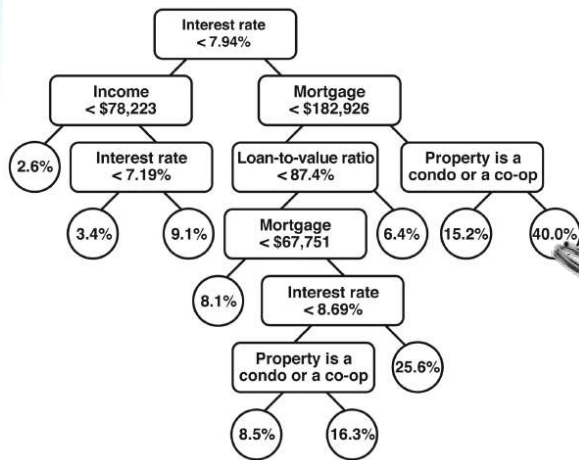 Interest rate
< 7.94%
Income
< $78,223
Mortgage
< $182,926
2.6%
Interest rate
< 7.19%
Loan-to-value ratio
< 87.4%
Property is a
condo or a co-op
3.4%
9.1%
Mortgage
< $67,751
6.4%
15.2%
40.0%
8.1%
Interest rate
< 8.69%
Property is a
condo or a co-op
25.6%
8.5%
16.3%